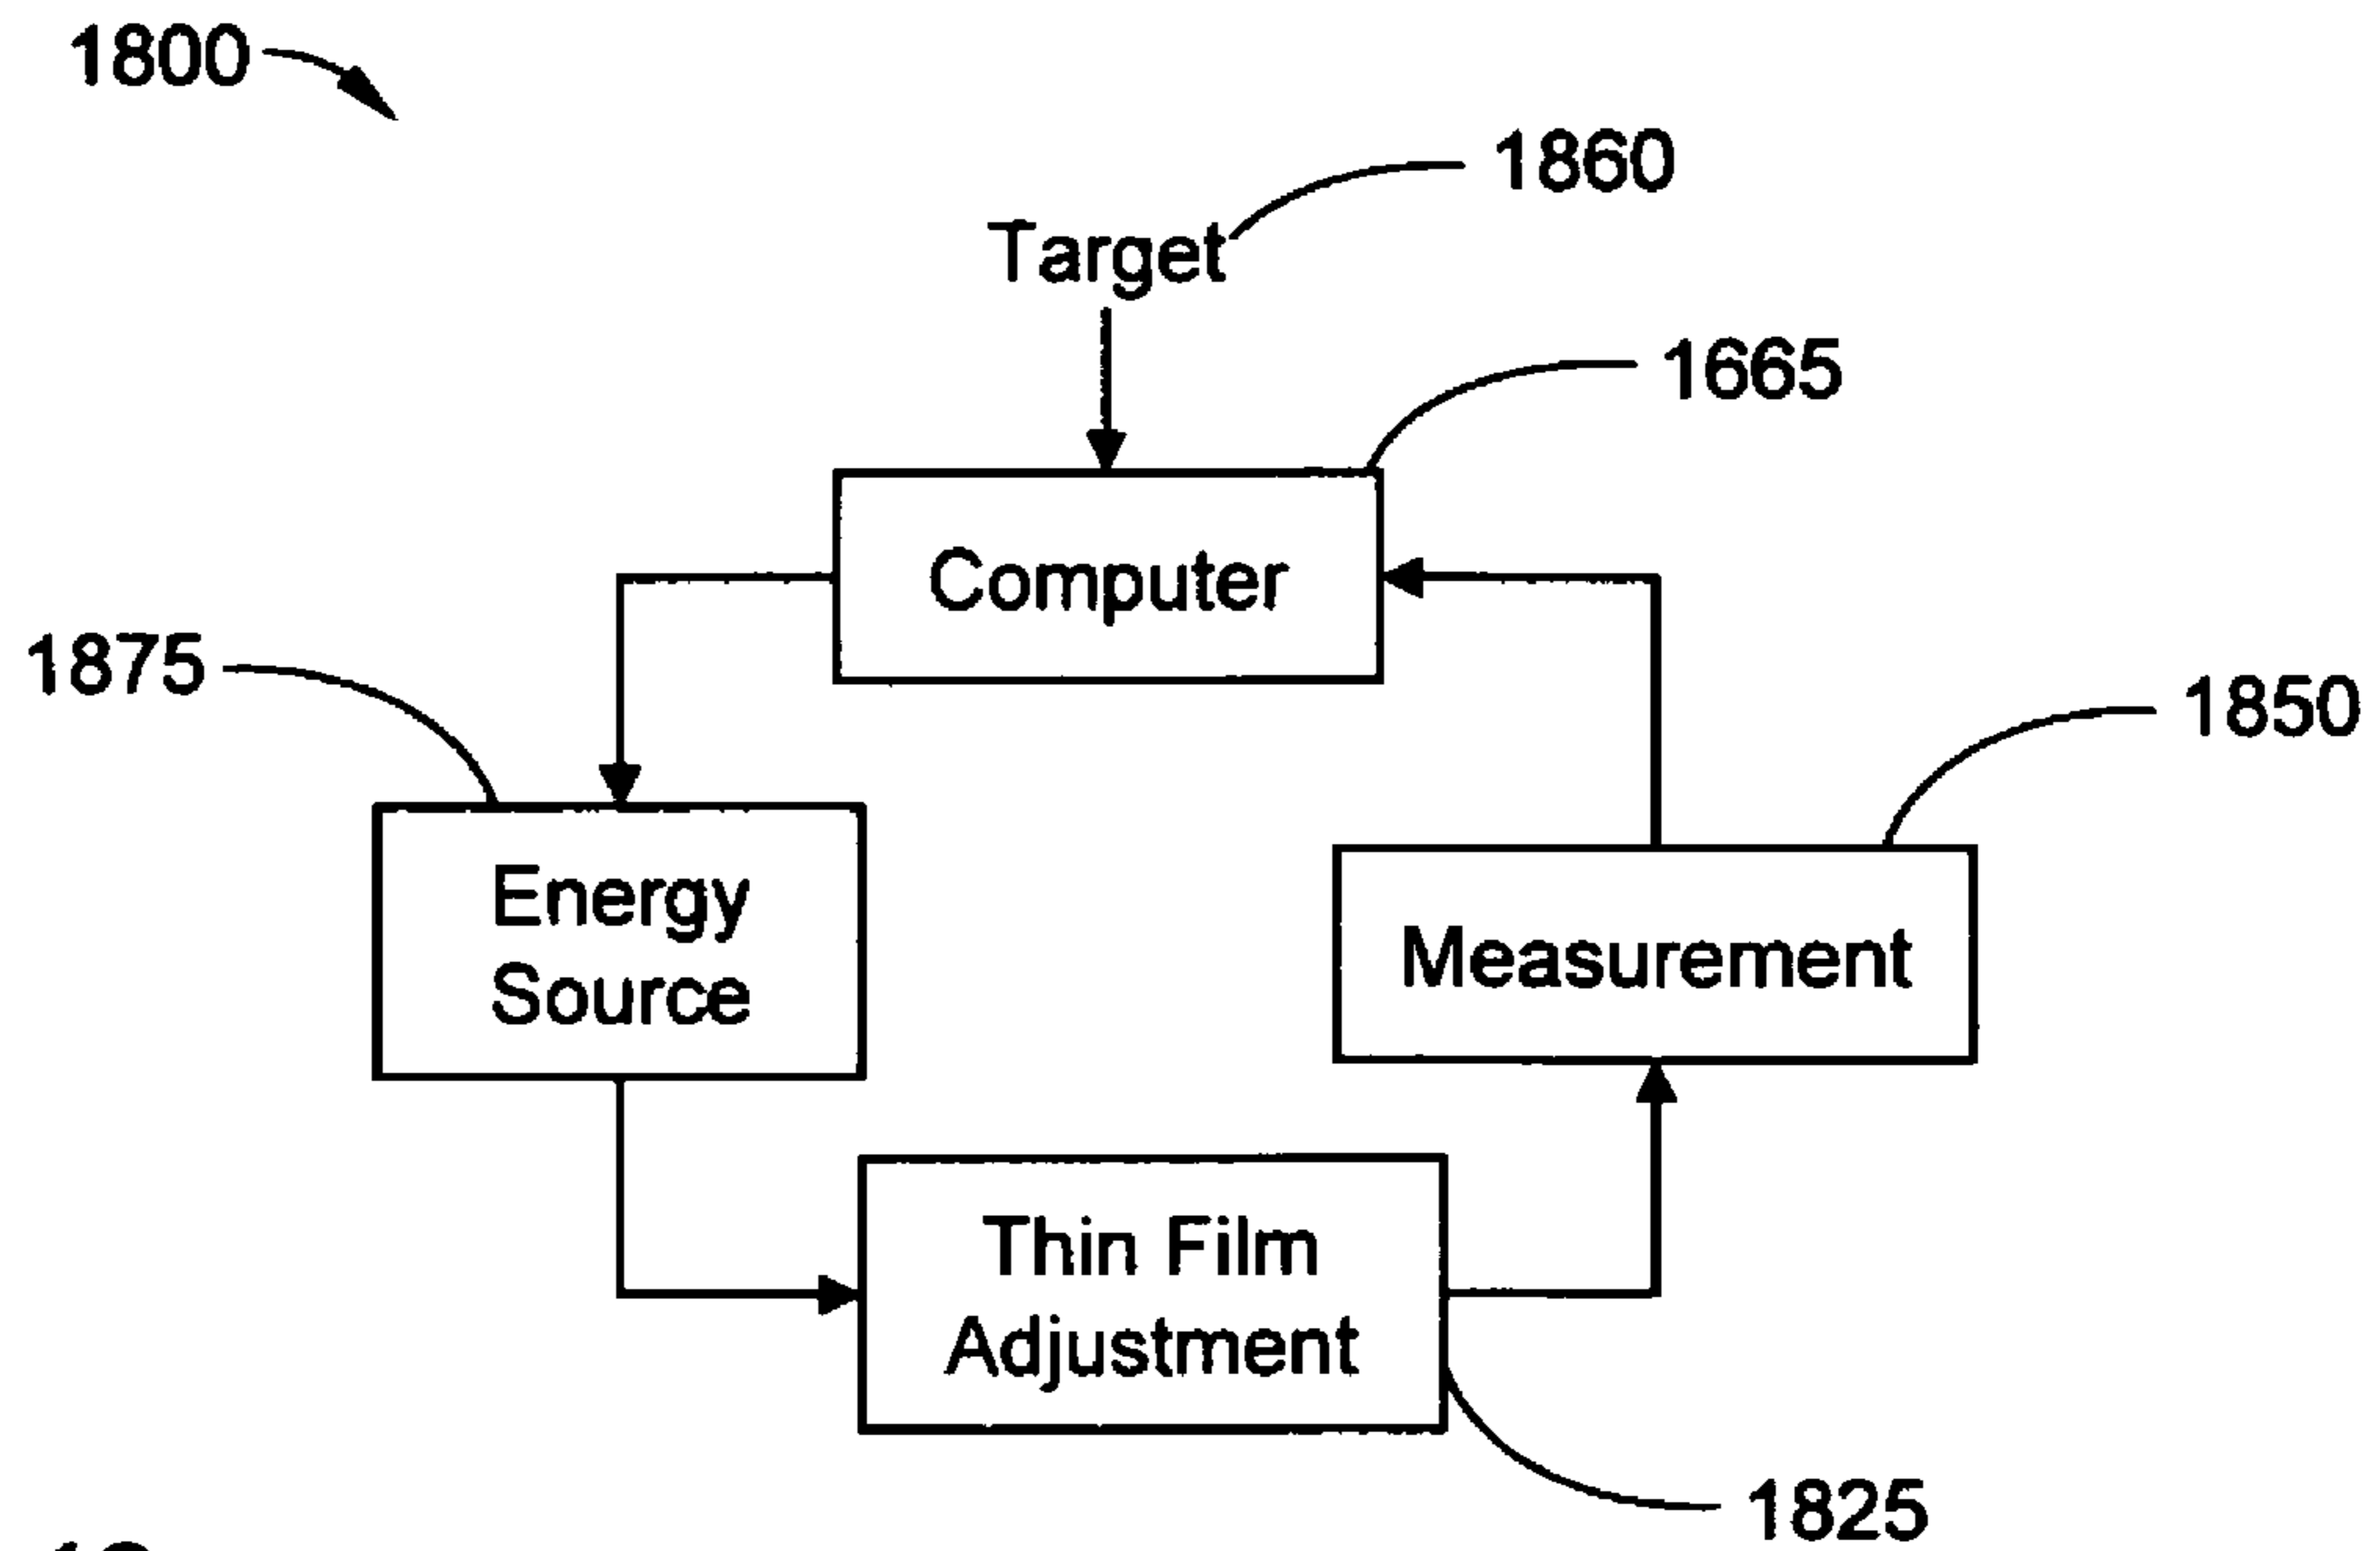 1800
1860
Target
1665
Computer
1875
1850
Energy
Source
Measurement
Thin Film
Adjustment
1825